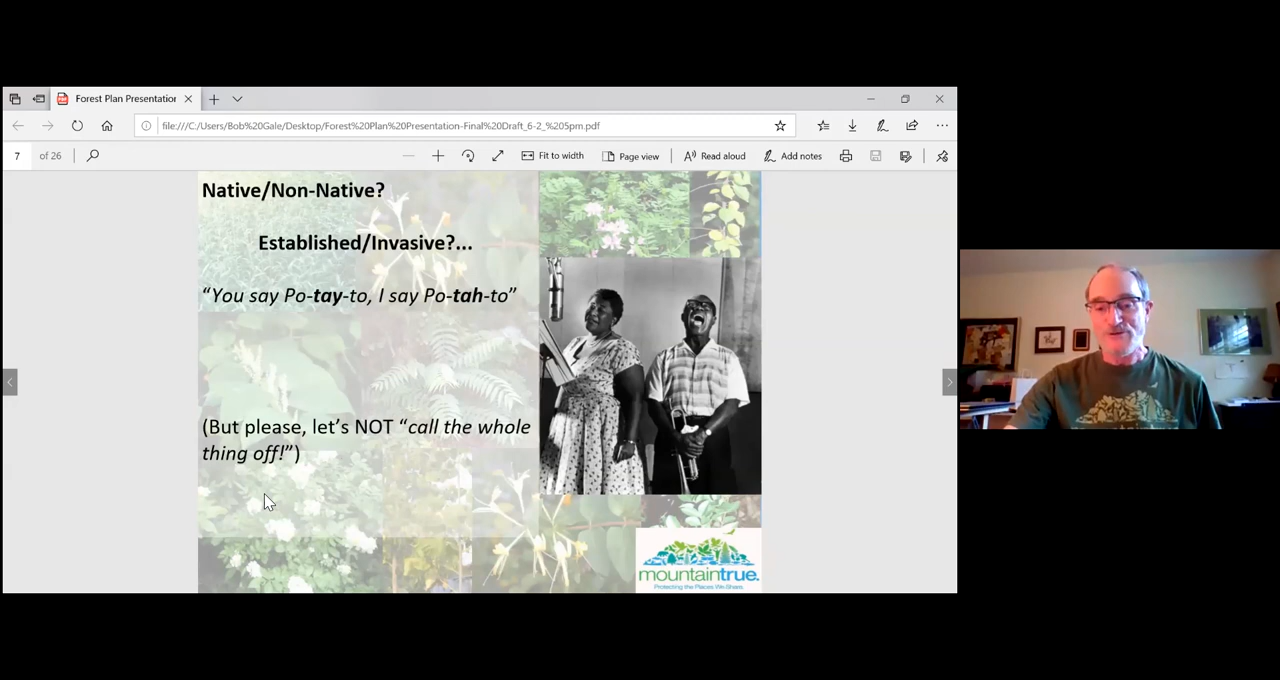 Forest Plan Presentation
file:///C:/Users/Bob%20Gale/Desktop/Forest%20Plan%20Presentation-Final%20Draft_6-2_%205pm.pdf
7 of 26
Fit to width
Page view
Read aloud
Add notes
Native/Non-Native?
Established/Invasive?...
“You say Po-tay-to, I say Po-tah-to”
(But please, let’s NOT “call the whole
thing off!”)
mountaintrue.
Protecting the Places We Share.